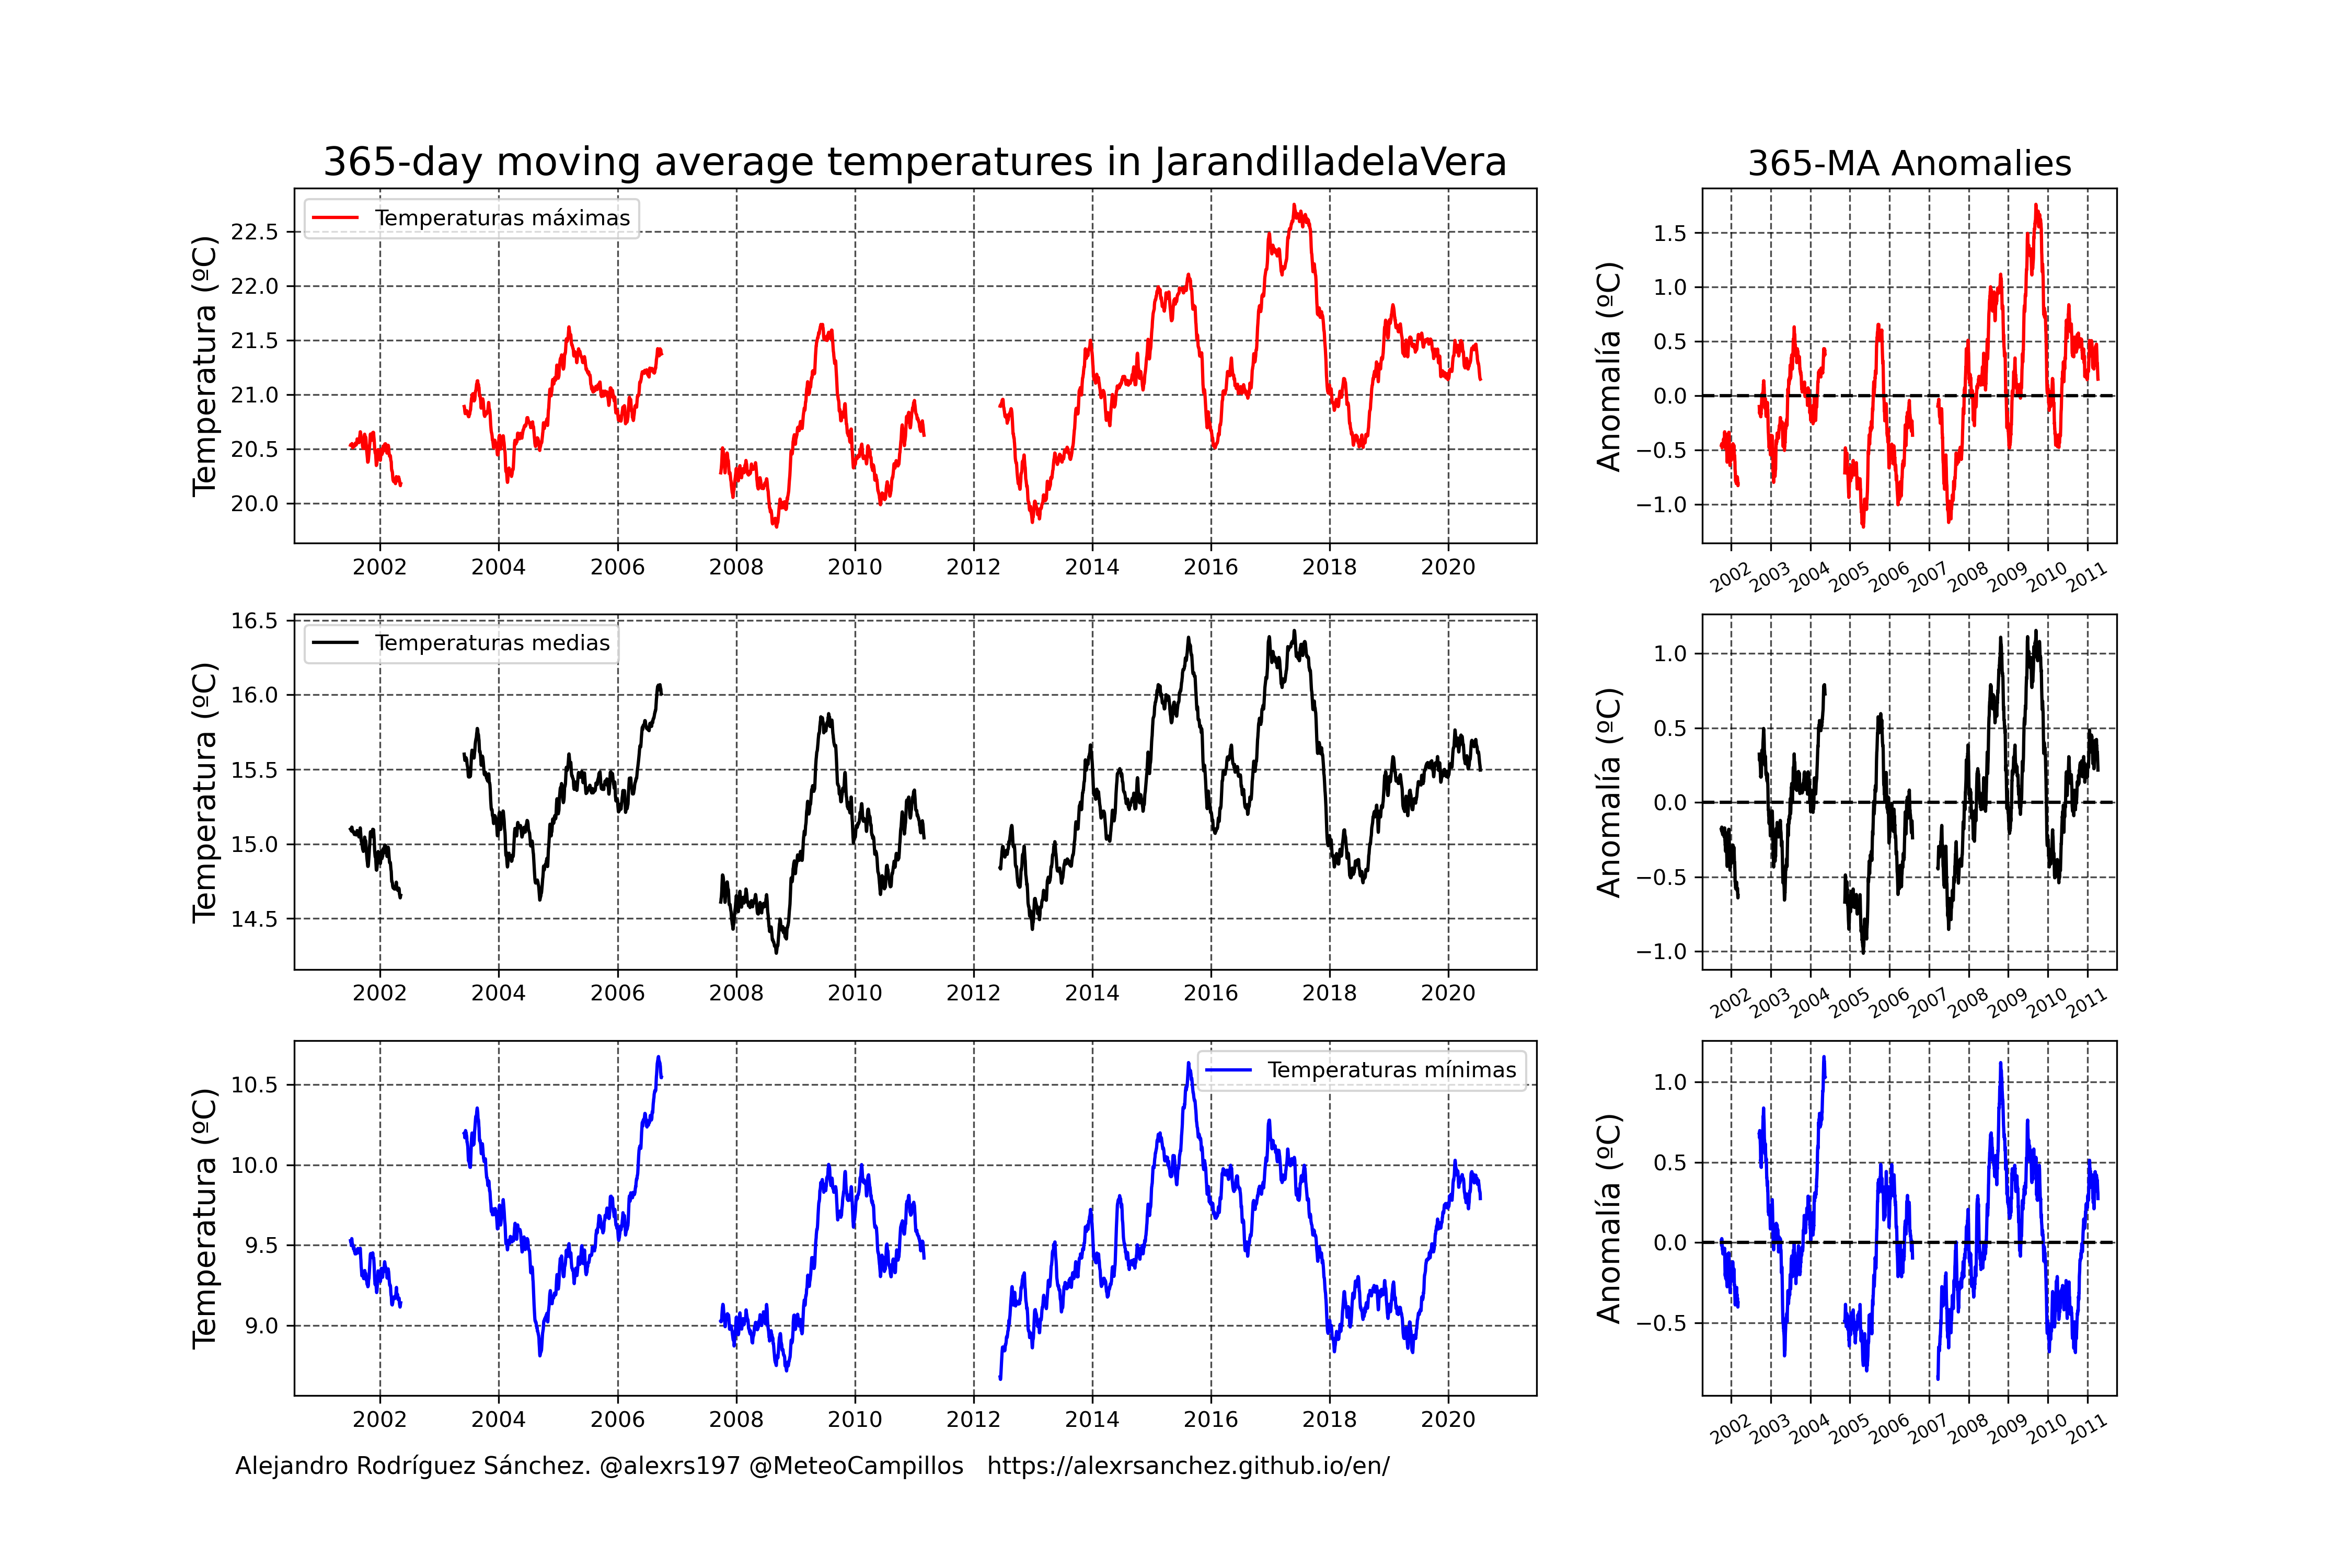 365-day moving average temperatures in JarandilladelaVera
365-MA Anomalies
Temperatura (ºC)
22.5
22.0
21.5
21.0
20.5
20.0
Temperaturas máximas
2002 2004 2006 2008 2010 2012 2014 2016 2018 2020
Anomalía (ºC)
1.5
1.0
0.5
0.0
−0.5
−1.0
2002 2003 2004 2005 2006 2007 2008 2009 2010 2011
Temperatura (ºC)
16.5
16.0
15.5
15.0
14.5
Temperaturas medias
2002 2004 2006 2008 2010 2012 2014 2016 2018 2020
Anomalía (ºC)
1.0
0.5
0.0
−0.5
−1.0
2002 2003 2004 2005 2006 2007 2008 2009 2010 2011
Temperatura (ºC)
10.5
10.0
9.5
9.0
Temperaturas mínimas
2002 2004 2006 2008 2010 2012 2014 2016 2018 2020
Anomalía (ºC)
1.0
0.5
0.0
−0.5
2002 2003 2004 2005 2006 2007 2008 2009 2010 2011
Alejandro Rodríguez Sánchez. @alexrs197 @MeteoCampillos   https://alexrsanchez.github.io/en/